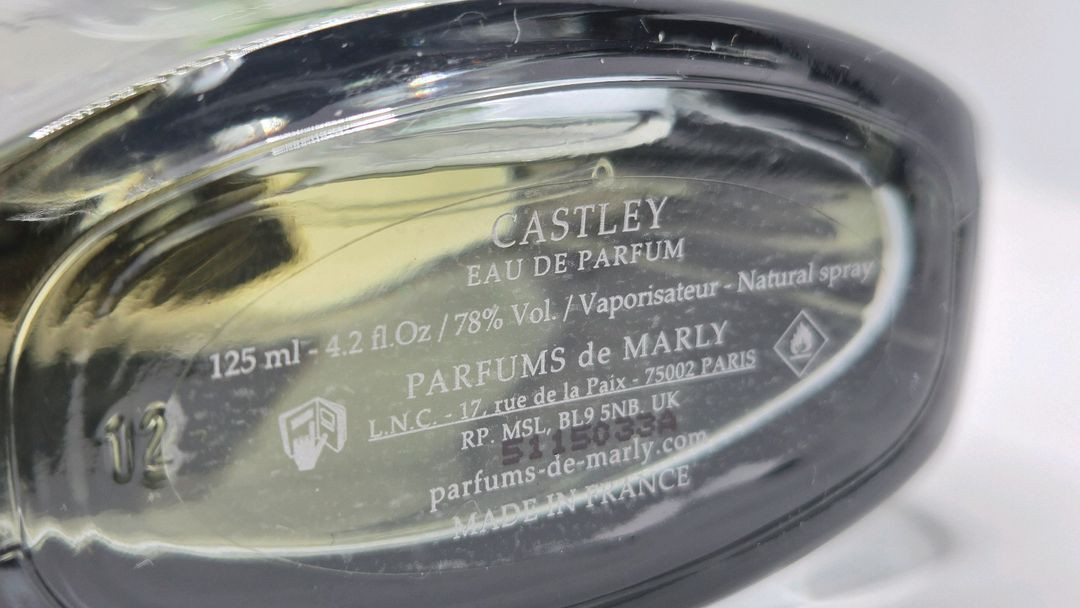 CASTLEY
EAU DE PARFUM
125 ml - 4.2 fl.Oz / 78% Vol. / Vaporisateur - Natural spray
PARFUMS de MARLY
L.N.C. - 17, rue de la Paix - 75002 PARIS
RP. MSL, BL9 5NB. UK
5115033A
parfums-de-marly.com
MADE IN FRANCE
12